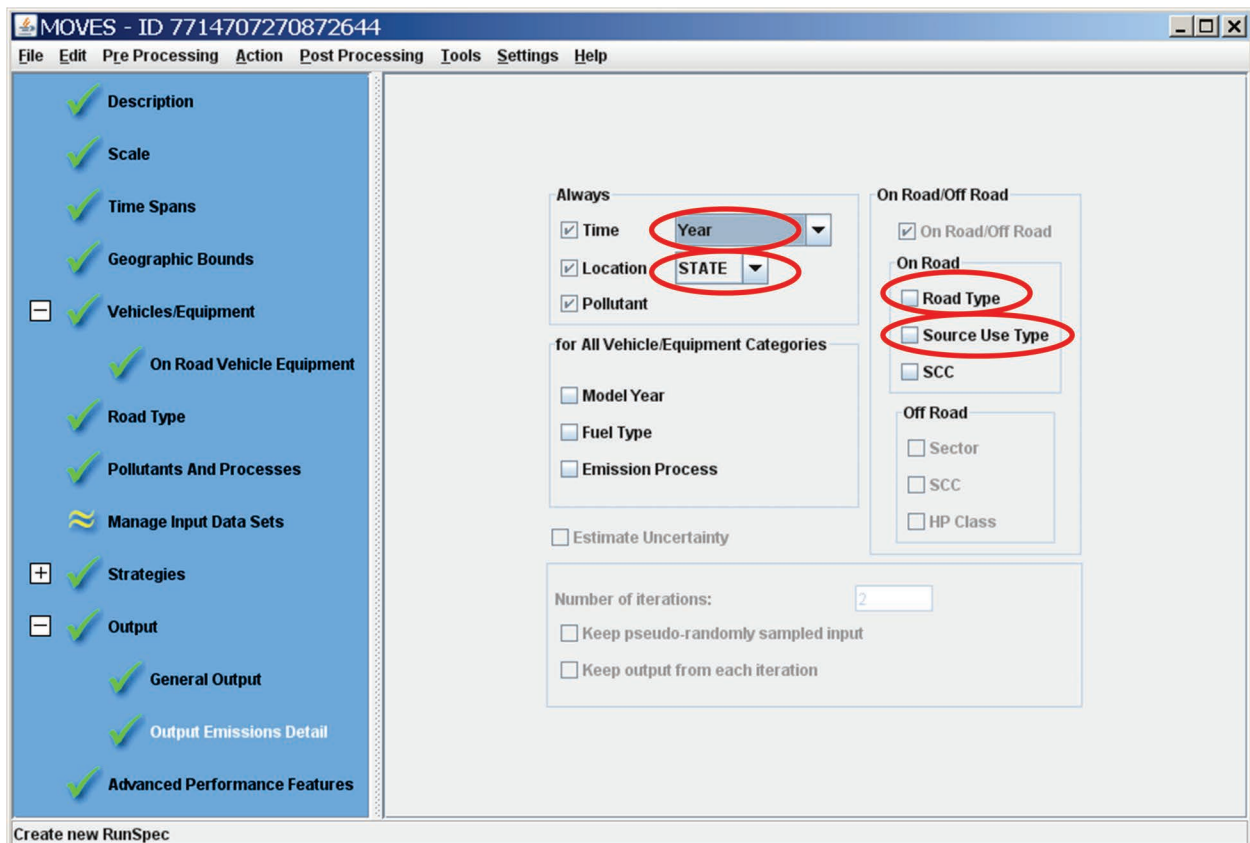 MOVES - ID 7714707270872644
File Edit Pre Processing Action Post Processing Tools Settings Help
Description
Scale
Time Spans
Geographic Bounds
Vehicles/Equipment
On Road Vehicle Equipment
Road Type
Pollutants And Processes
Manage Input Data Sets
Strategies
Output
General Output
Output Emissions Detail
Advanced Performance Features
Always
Time Year
Location STATE
Pollutant
for All Vehicle/Equipment Categories
Model Year
Fuel Type
Emission Process
On Road/Off Road
On Road/Off Road
On Road
Road Type
Source Use Type
SCC
Off Road
Sector
SCC
HP Class
Estimate Uncertainty
Number of iterations: 2
Keep pseudo-randomly sampled input
Keep output from each iteration
Create new RunSpec